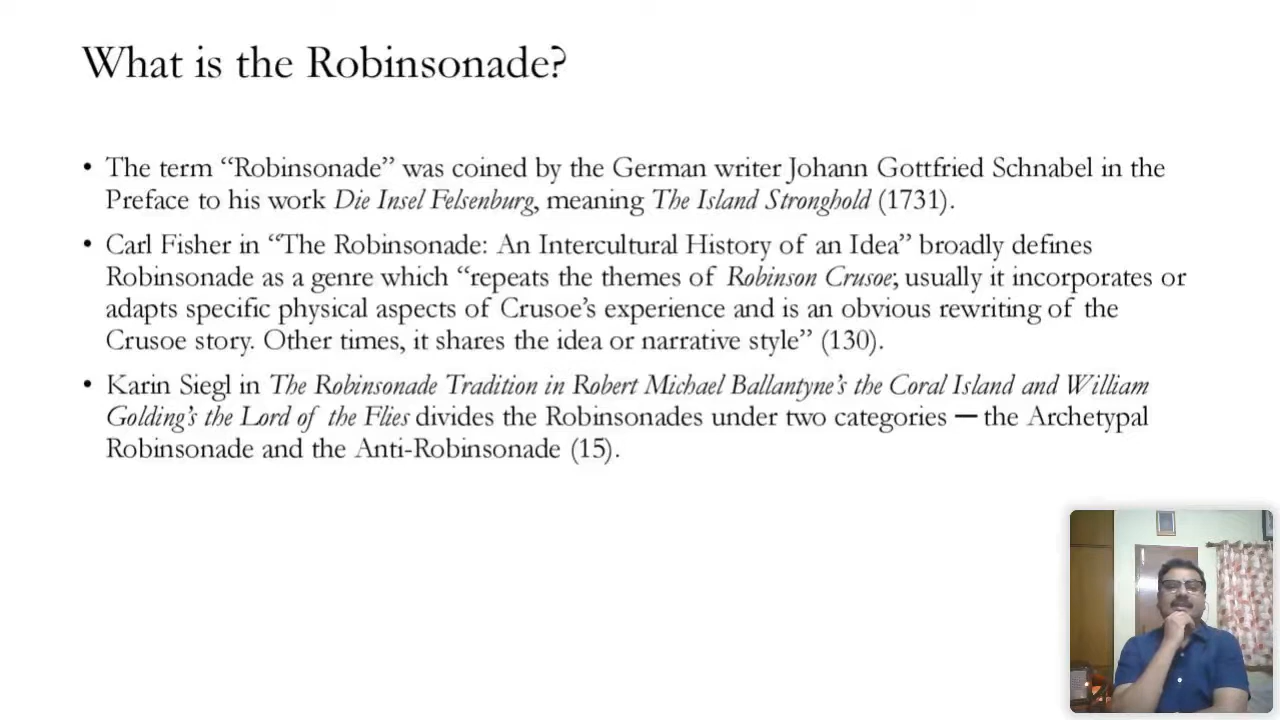 What is the Robinsonade?
• The term “Robinsonade” was coined by the German writer Johann Gottfried Schnabel in the
Preface to his work Die Insel Felsenburg, meaning The Island Stronghold (1731).
• Carl Fisher in “The Robinsonade: An Intercultural History of an Idea” broadly defines
Robinsonade as a genre which “repeats the themes of Robinson Crusoe; usually it incorporates or
adapts specific physical aspects of Crusoe’s experience and is an obvious rewriting of the
Crusoe story. Other times, it shares the idea or narrative style” (130).
• Karin Siegl in The Robinsonade Tradition in Robert Michael Ballantyne’s the Coral Island and William
Golding’s the Lord of the Flies divides the Robinsonades under two categories — the Archetypal
Robinsonade and the Anti-Robinsonade (15).